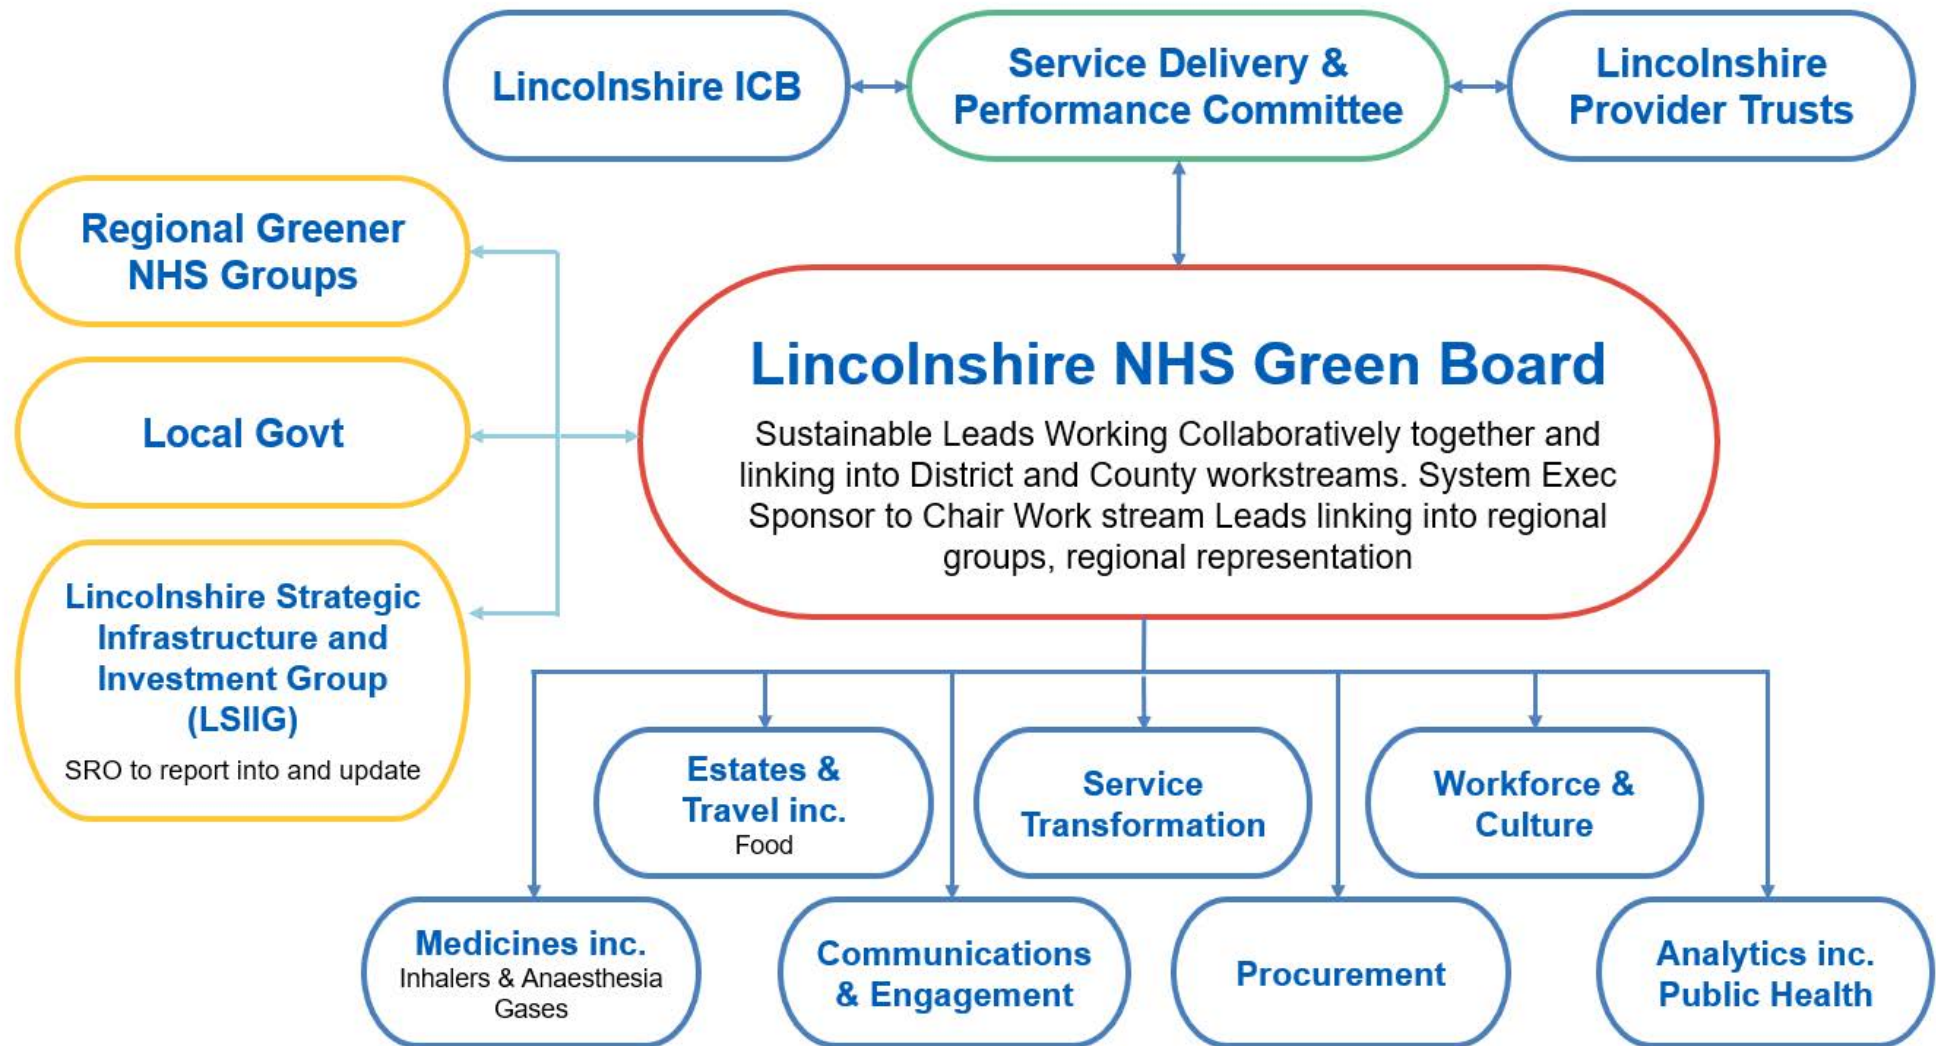 Lincolnshire ICB
Service Delivery &
Performance Committee
Lincolnshire
Provider Trusts
Regional Greener
NHS Groups
Local Govt
Lincolnshire Strategic
Infrastructure and
Investment Group
(LSIIG)
SRO to report into and update
Lincolnshire NHS Green Board
Sustainable Leads Working Collaboratively together and
linking into District and County workstreams. System Exec
Sponsor to Chair Work stream Leads linking into regional
groups, regional representation
Estates &
Travel inc.
Food
Service
Transformation
Workforce &
Culture
Medicines inc.
Inhalers & Anaesthesia
Gases
Communications
& Engagement
Procurement
Analytics inc.
Public Health